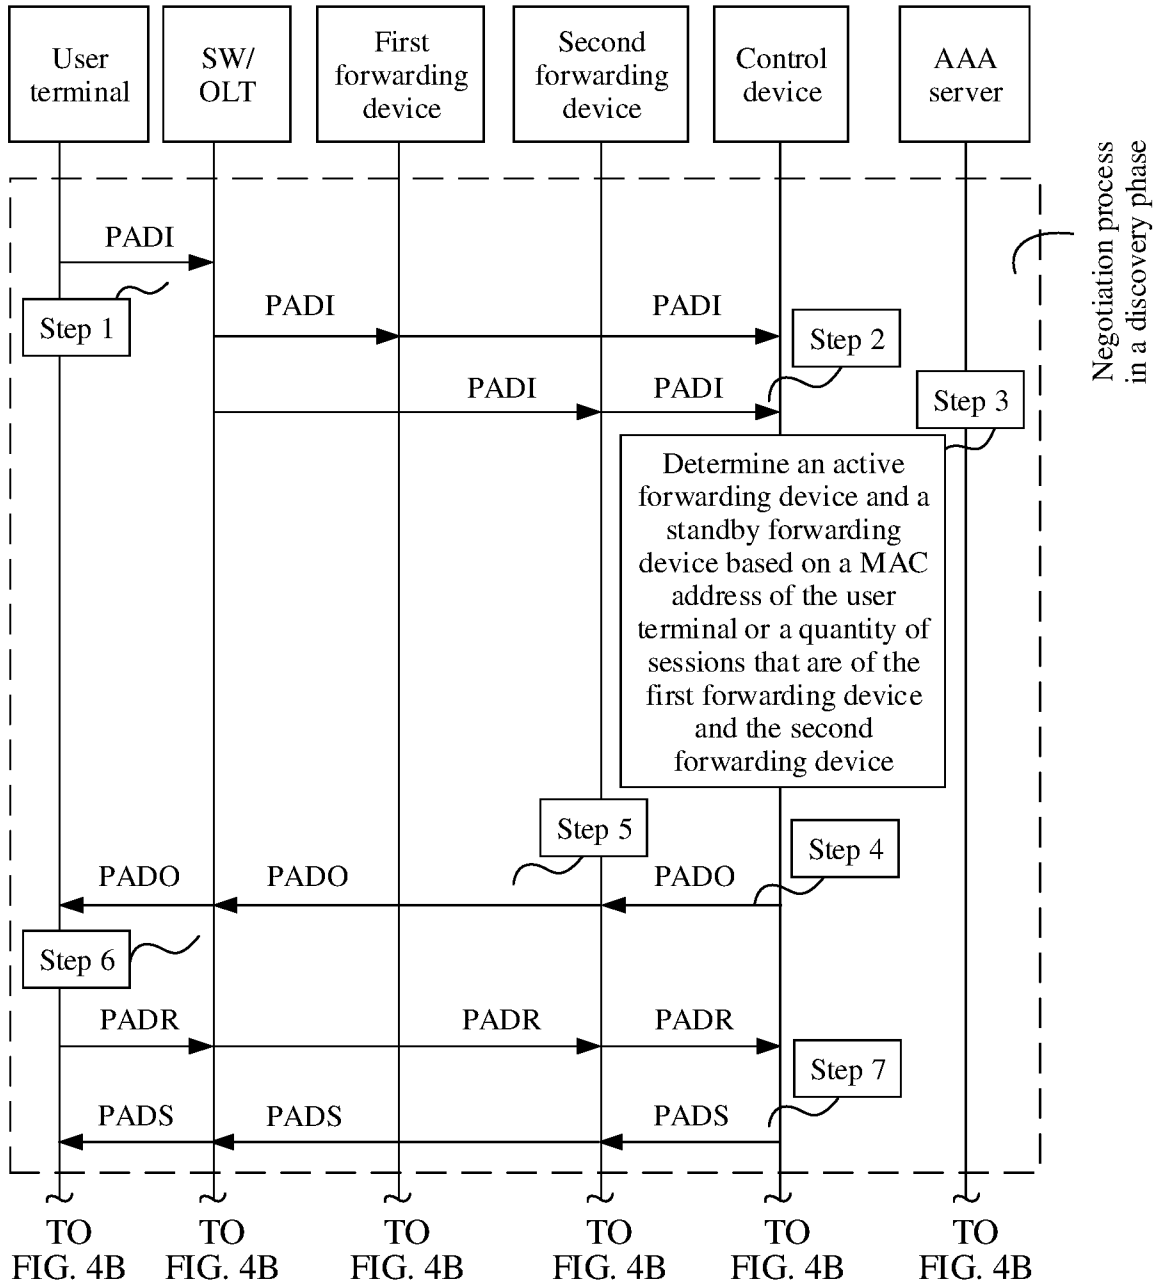 User
terminal
SW/
OLT
First
forwarding
device
Second
forwarding
device
Control
device
AAA
server
Negotiation process
in a discovery phase
PADI
Step 1
PADI
PADI
Step 2
PADI
PADI
Step 3
Determine an active
forwarding device and a
standby forwarding
device based on a MAC
address of the user
terminal or a quantity of
sessions that are of the
first forwarding device
and the second
forwarding device
Step 5
Step 4
PADO
PADO
PADO
Step 6
PADR
PADR
PADR
Step 7
PADS
PADS
PADS
TO
FIG. 4B
TO
FIG. 4B
TO
FIG. 4B
TO
FIG. 4B
TO
FIG. 4B
TO
FIG. 4B